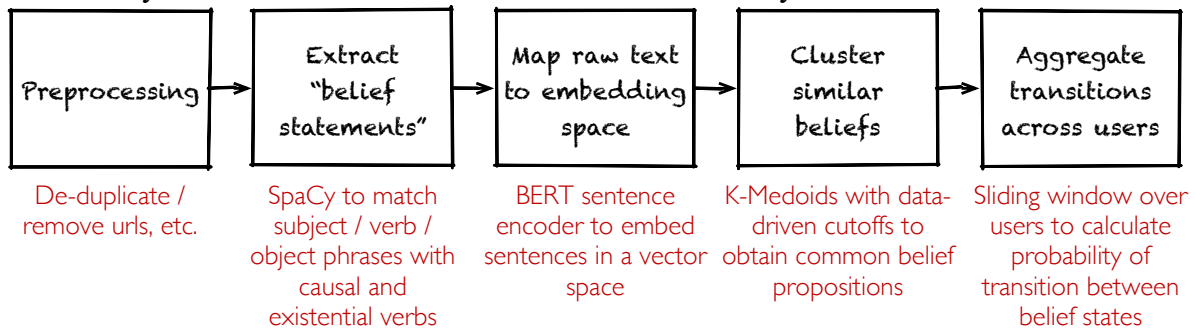 Preprocessing
Extract
"belief
statements"
Map raw text
to embedding
space
Cluster
similar
beliefs
Aggregate
transitions
across users
De-duplicate /
remove urls, etc.
SpaCy to match
subject / verb /
object phrases with
causal and
existential verbs
BERT sentence
encoder to embed
sentences in a vector
space
K-Medoids with data-
driven cutoffs to
obtain common belief
propositions
Sliding window over
users to calculate
probability of
transition between
belief states